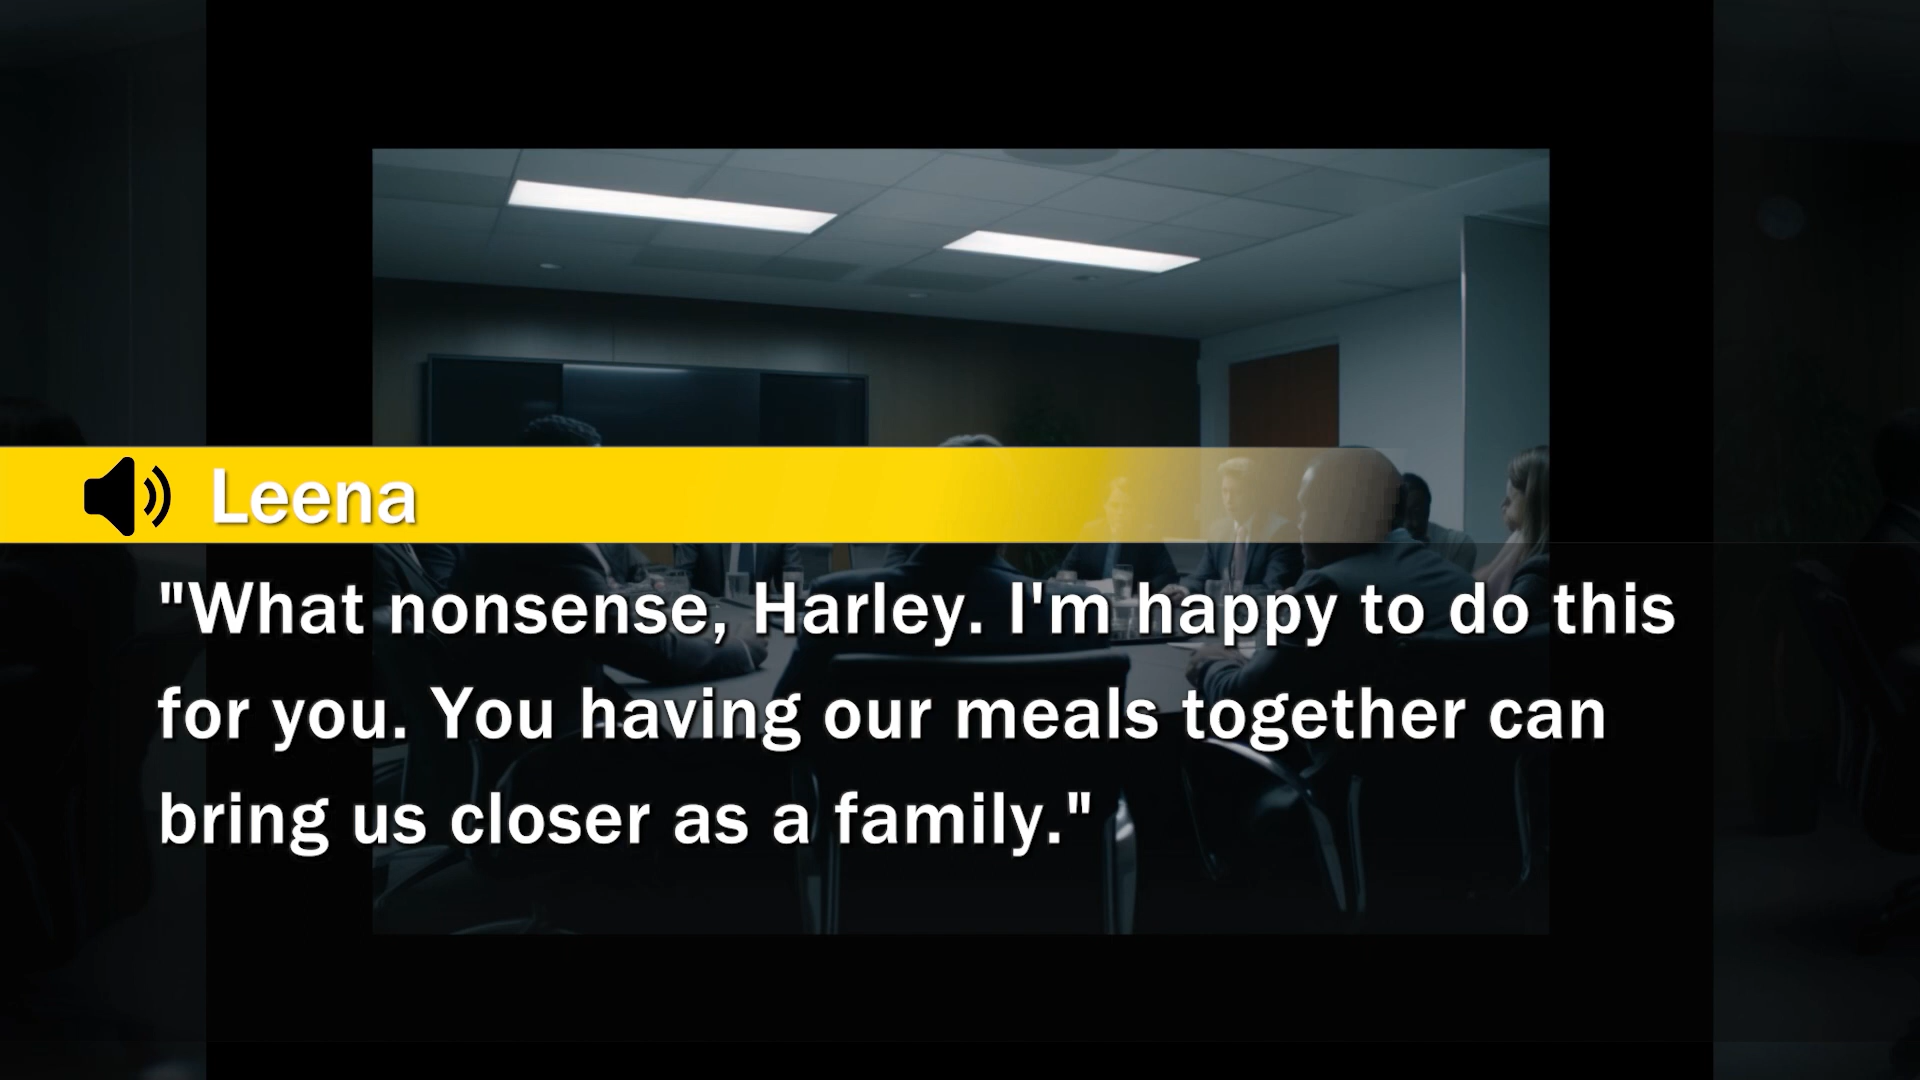 Leena
"What nonsense, Harley. I'm happy to do this
for you. You having our meals together can
bring us closer as a family."